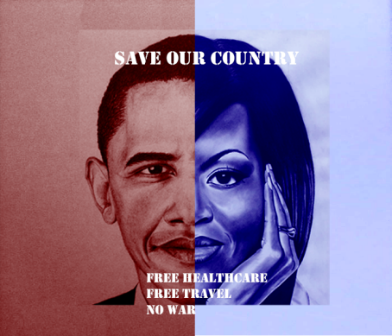 SAVE OUR COUNTRY
FREE HEALTHCARE
FREE TRAVEL
NO WAR